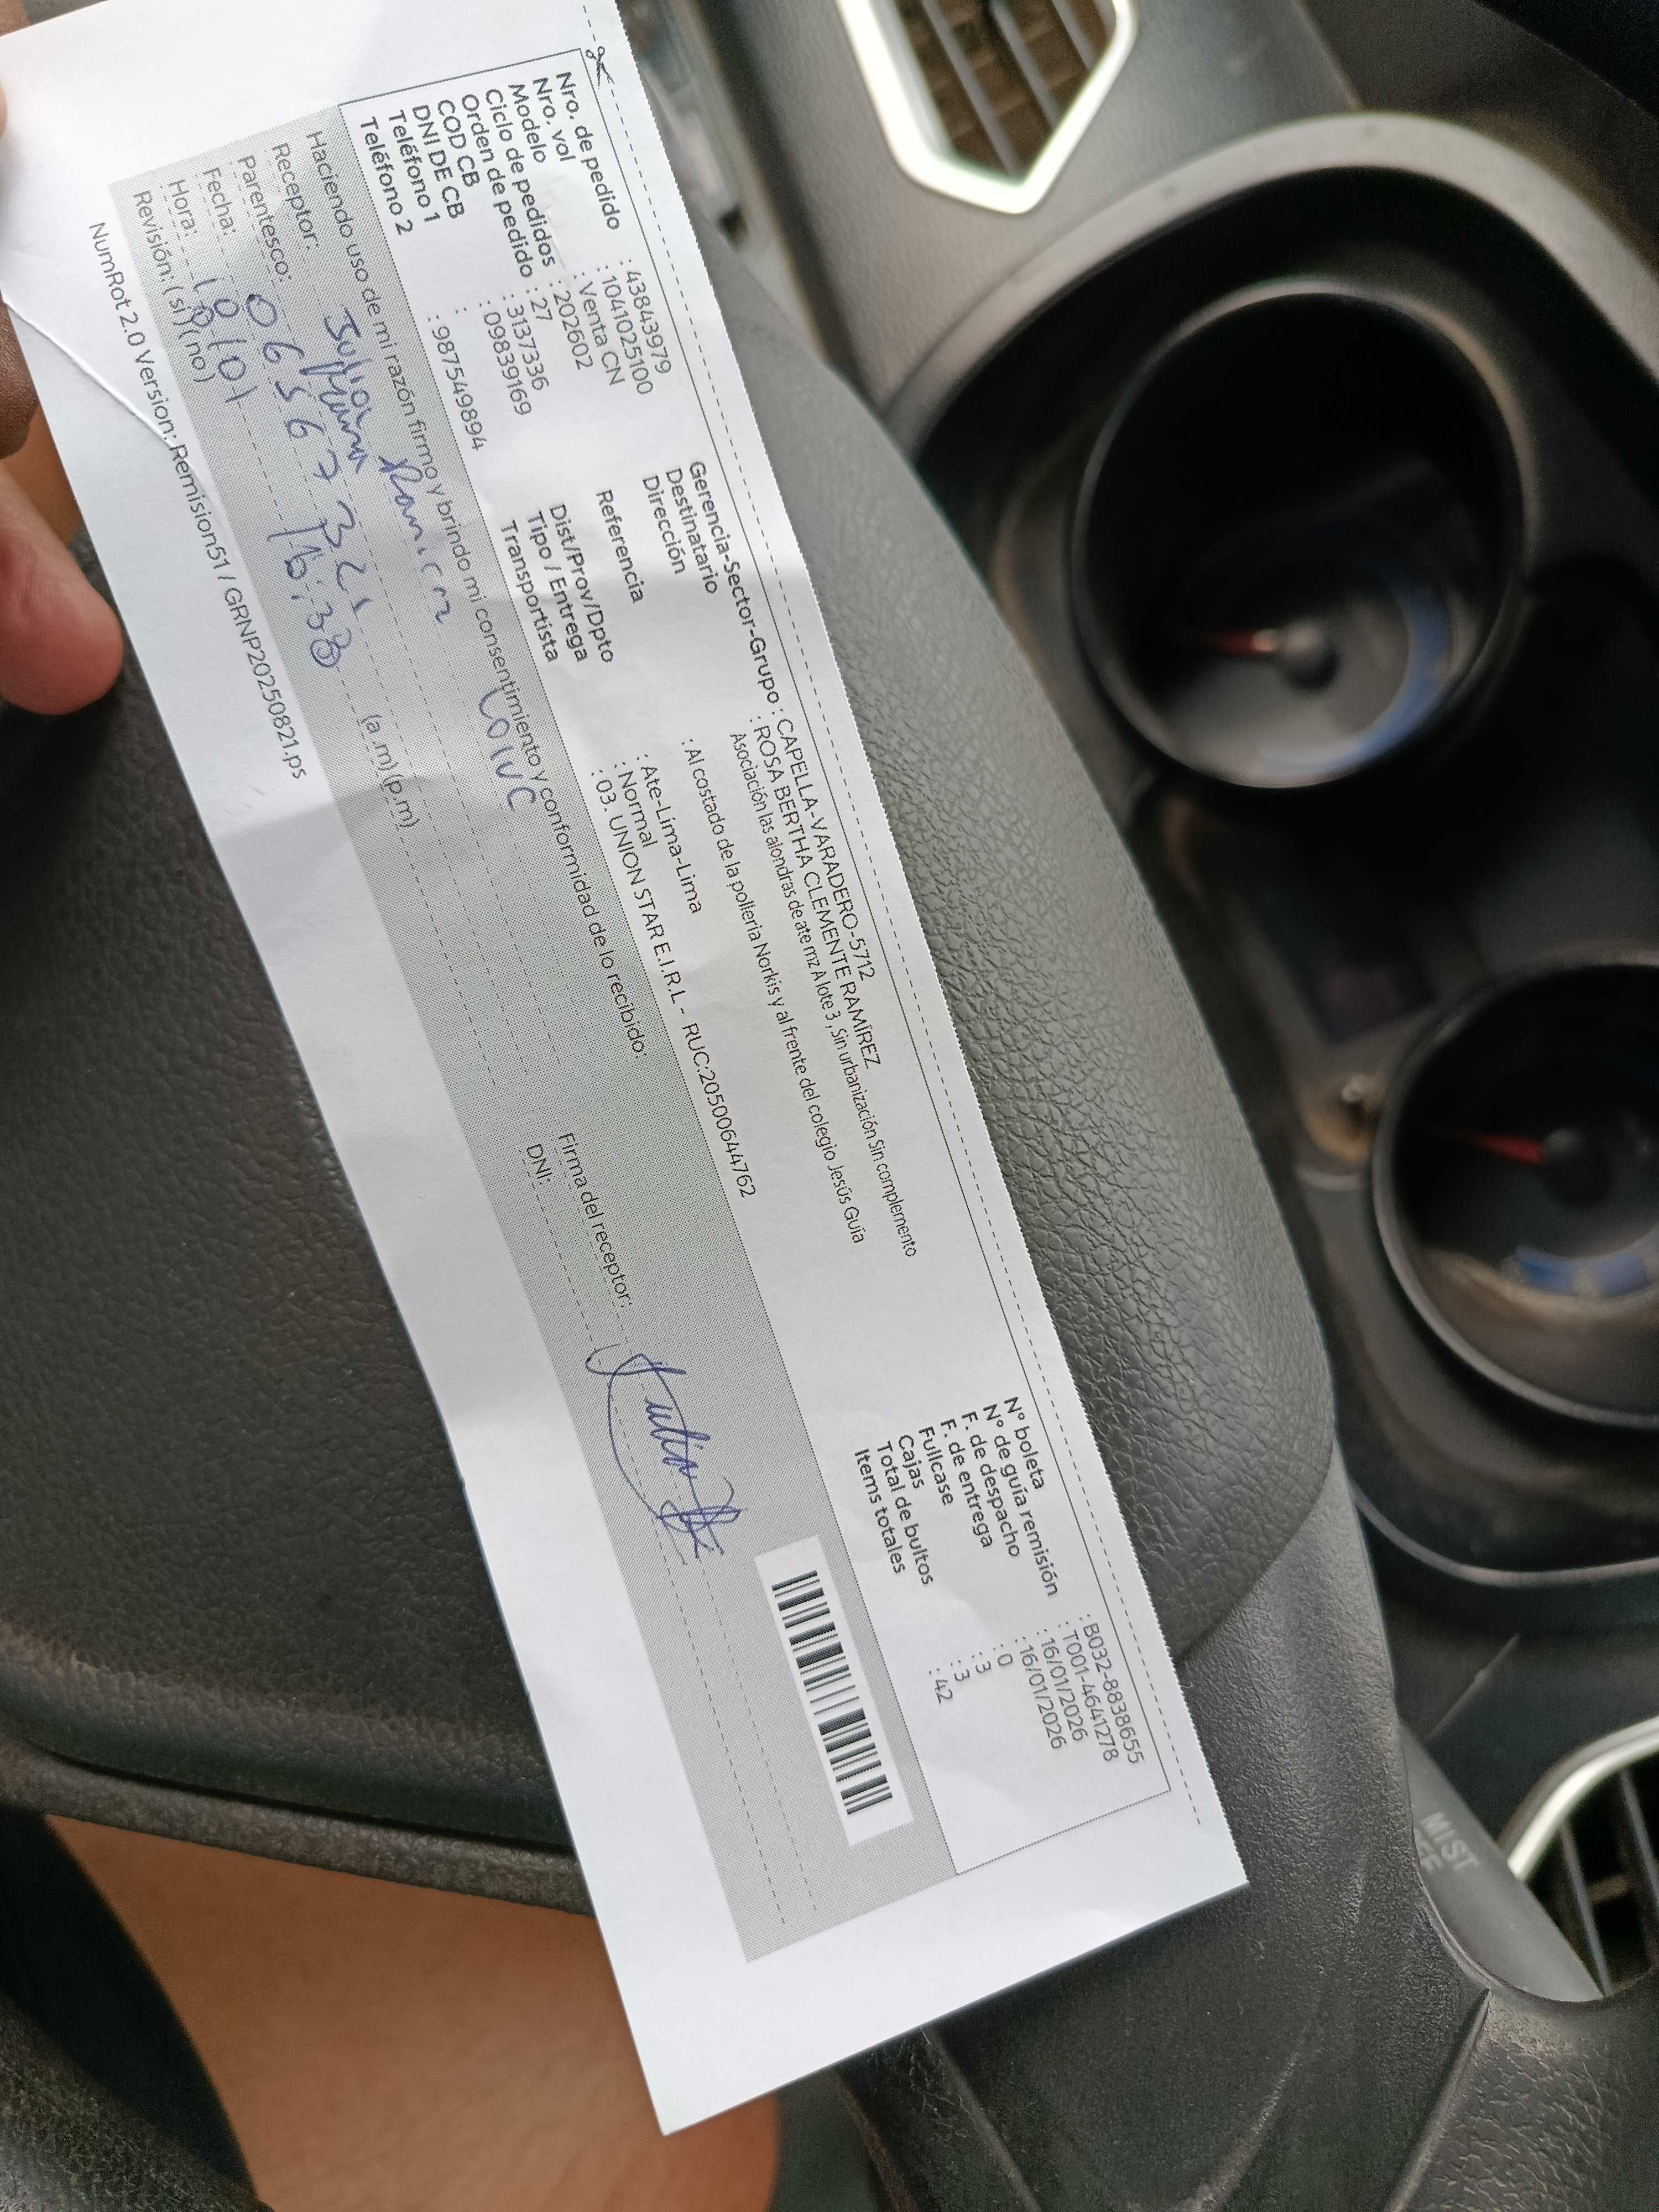 Nro. de pedido : 43843979
Nro. vol : 1041025100
Modelo : Venta CN
Ciclo de pedidos : 202602
Orden de pedido : 27
COD CB : 3137336
DNI DE CB : 09839169
Teléfono 1 :
Teléfono 2 : 987549894
Gerencia-Sector-Grupo : CAPELLA-VARADERO-5712
Destinatario : ROSA BERTHA CLEMENTE RAMÍREZ
Dirección Asociación las alondras de ate mz A lote 3 , Sin urbanización Sin complemento
Referencia : Al costado de la pollería Norkis y al frente del colegio Jesús Guía
Dist/Prov/Dpto : Ate-Lima-Lima
Tipo / Entrega : Normal
Transportista : 03. UNION STAR E.I.R.L - RUC:20500644762
N° boleta : B032-8838655
N° de guía remisión : T001-4641278
F. de despacho : 16/01/2026
F. de entrega : 16/01/2026
Fullcase : 0
Cajas : 3
Total de bultos : 3
Items totales : 42
Haciendo uso de mi razón firmo y brindo mi consentimiento y conformidad de lo recibido:
Receptor:
Parentesco:
Fecha:
Hora: (a .m) (p.m)
Revisión: ( si ) ( no )
Firma del receptor:
DNI:
NumRot 2.0 Version: Remision51 / GRNP20250821.ps
MIST